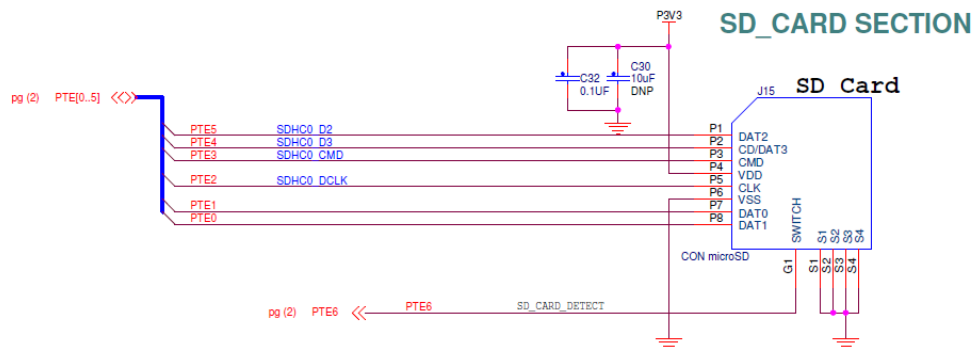 P3V3
SD_CARD SECTION
C32
0.1UF
C30
10uF
DNP
J15
SD Card
pg (2) PTE[0..5]
PTE5 SDHC0_D2 P1 DAT2
PTE4 SDHC0_D3 P2 CD/DAT3
PTE3 SDHC0_CMD P3 CMD
P4 VDD
PTE2 SDHC0_DCLK P5 CLK
P6 VSS
PTE1 P7 DAT0
PTE0 P8 DAT1
SWITCH S1 S2 S3 S4
CON microSD
G1 S1 S2 S3 S4
pg (2) PTE6 PTE6 SD_CARD_DETECT